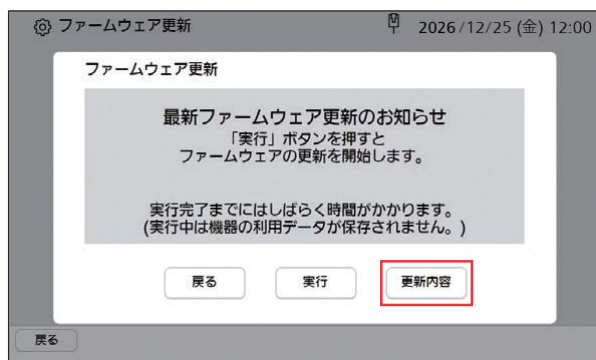 ファームウェア更新
M 2026/12/25 (金) 12:00
ファームウェア更新
最新ファームウェア更新のお知らせ
「実行」ボタンを押すと
ファームウェアの更新を開始します。
実行完了までにはしばらく時間がかかります。
(実行中は機器の利用データが保存されません。)
戻る 実行 更新内容
戻る